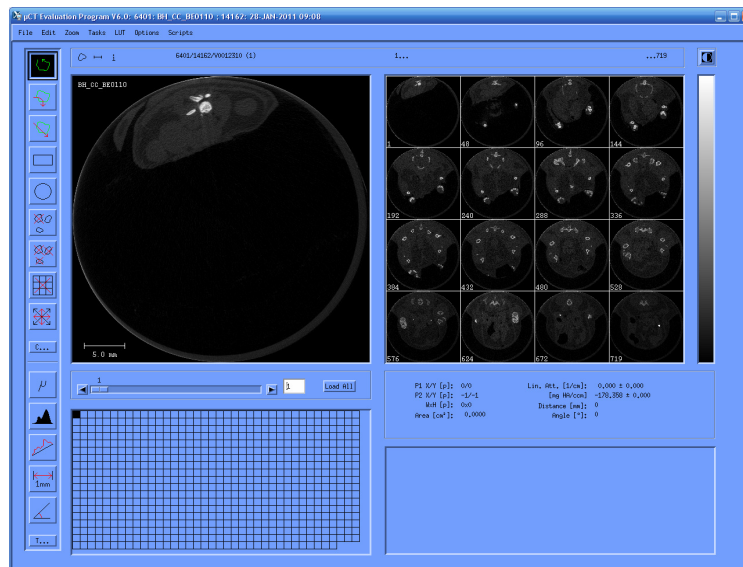 µCT Evaluation Program V6.0: 6401: BH_CC_BE0110 ; 14162: 28-JAN-2011 09:08
File Edit Zoom Tasks LUT Options Scripts
1 6401/14162/V0012310 (1) 1... ...719
BH_CC_BE0110
5.0 mm
1 48 96 144
192 240 288 336
384 432 480 528
576 624 672 719
C...
µ
1mm
T...
1
1 Load All
P1 X/Y [p]: 0/0 Lin. Att. [1/cm]: 0,000 ± 0,000
P2 X/Y [p]: -1/-1 [mg HA/ccm] -178,358 ± 0,000
WxH [p]: 0x0 Distance [mm]: 0
Area [cm²]: 0,0000 Angle [°]: 0